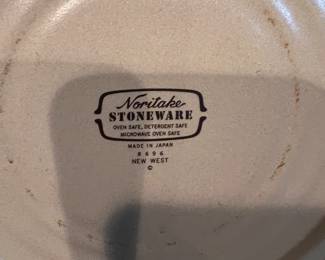 Noritake
STONEWARE
OVEN SAFE, DETERGENT SAFE
MICROWAVE OVEN SAFE
MADE IN JAPAN
8696
NEW WEST
©